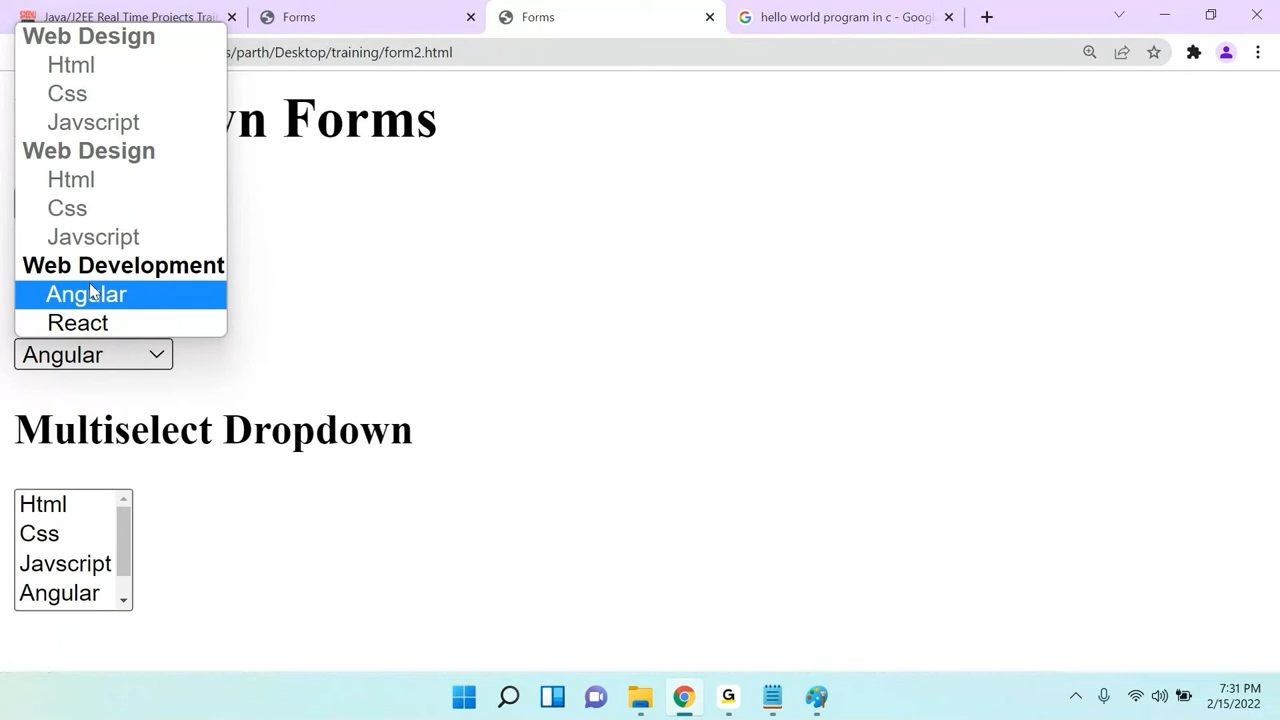 Java/J2EE Real Time Projects Trai
Forms
Forms
hello world program in c - Googl
s/parth/Desktop/training/form2.html
wn Forms
Web Design
Html
Css
Javscript
Web Design
Html
Css
Javscript
Web Development
Angular
React
Angular
Multiselect Dropdown
Html
Css
Javscript
Angular
G
7:31 PM
2/15/2022